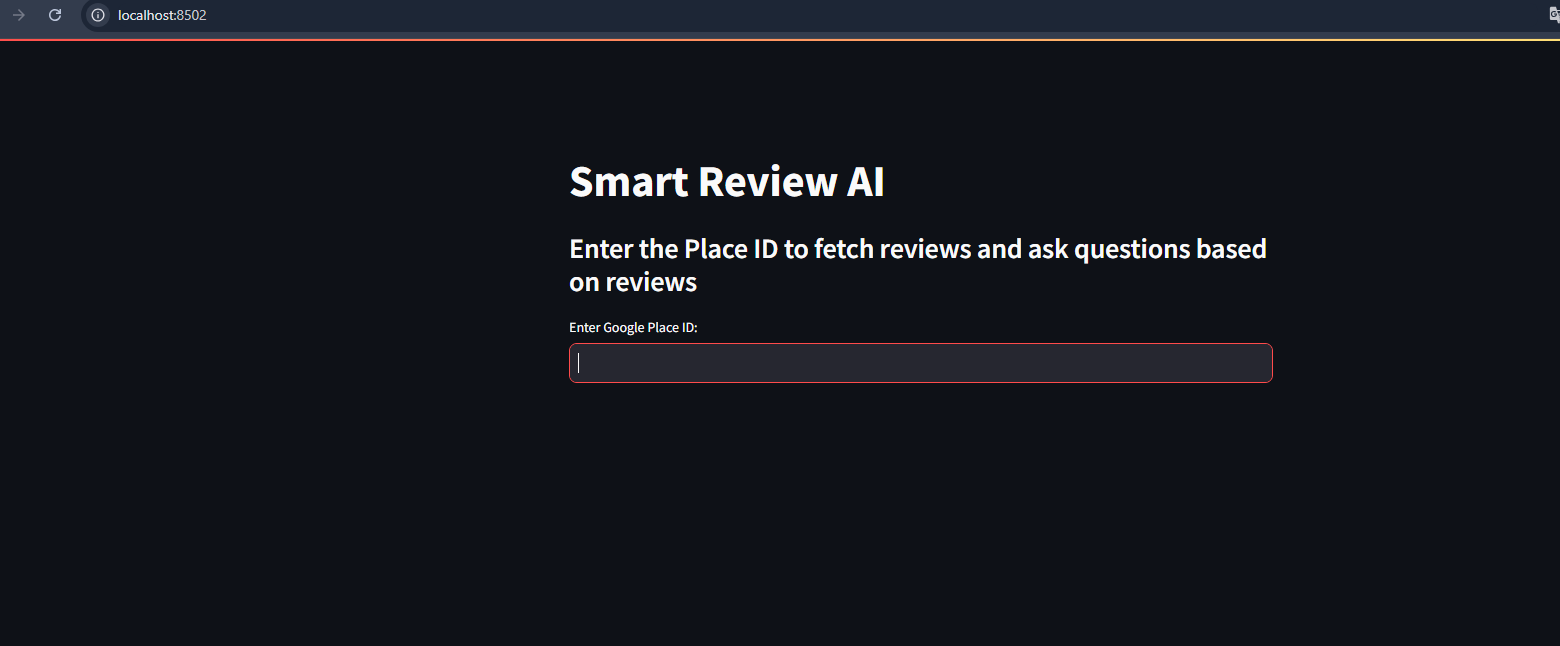 localhost:8502
Smart Review AI
Enter the Place ID to fetch reviews and ask questions based
on reviews
Enter Google Place ID: